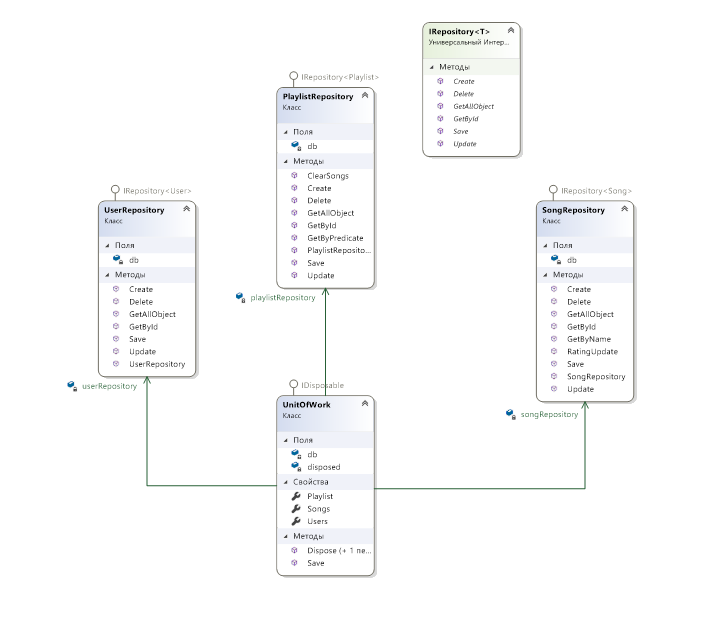 IRepository<T>
Универсальный Интер...
Методы
Create
Delete
GetAllObject
GetById
Save
Update
IRepository<Playlist>
PlaylistRepository
Класс
Поля
db
Методы
ClearSongs
Create
Delete
GetAllObject
GetById
GetByPredicate
PlaylistReposito...
Save
Update
IRepository<User>
UserRepository
Класс
Поля
db
Методы
Create
Delete
GetAllObject
GetById
Save
Update
UserRepository
IRepository<Song>
SongRepository
Класс
Поля
db
Методы
Create
Delete
GetAllObject
GetById
GetByName
RatingUpdate
Save
SongRepository
Update
playlistRepository
userRepository
songRepository
IDisposable
UnitOfWork
Класс
Поля
db
disposed
Свойства
Playlist
Songs
Users
Методы
Dispose (+ 1 пе...
Save